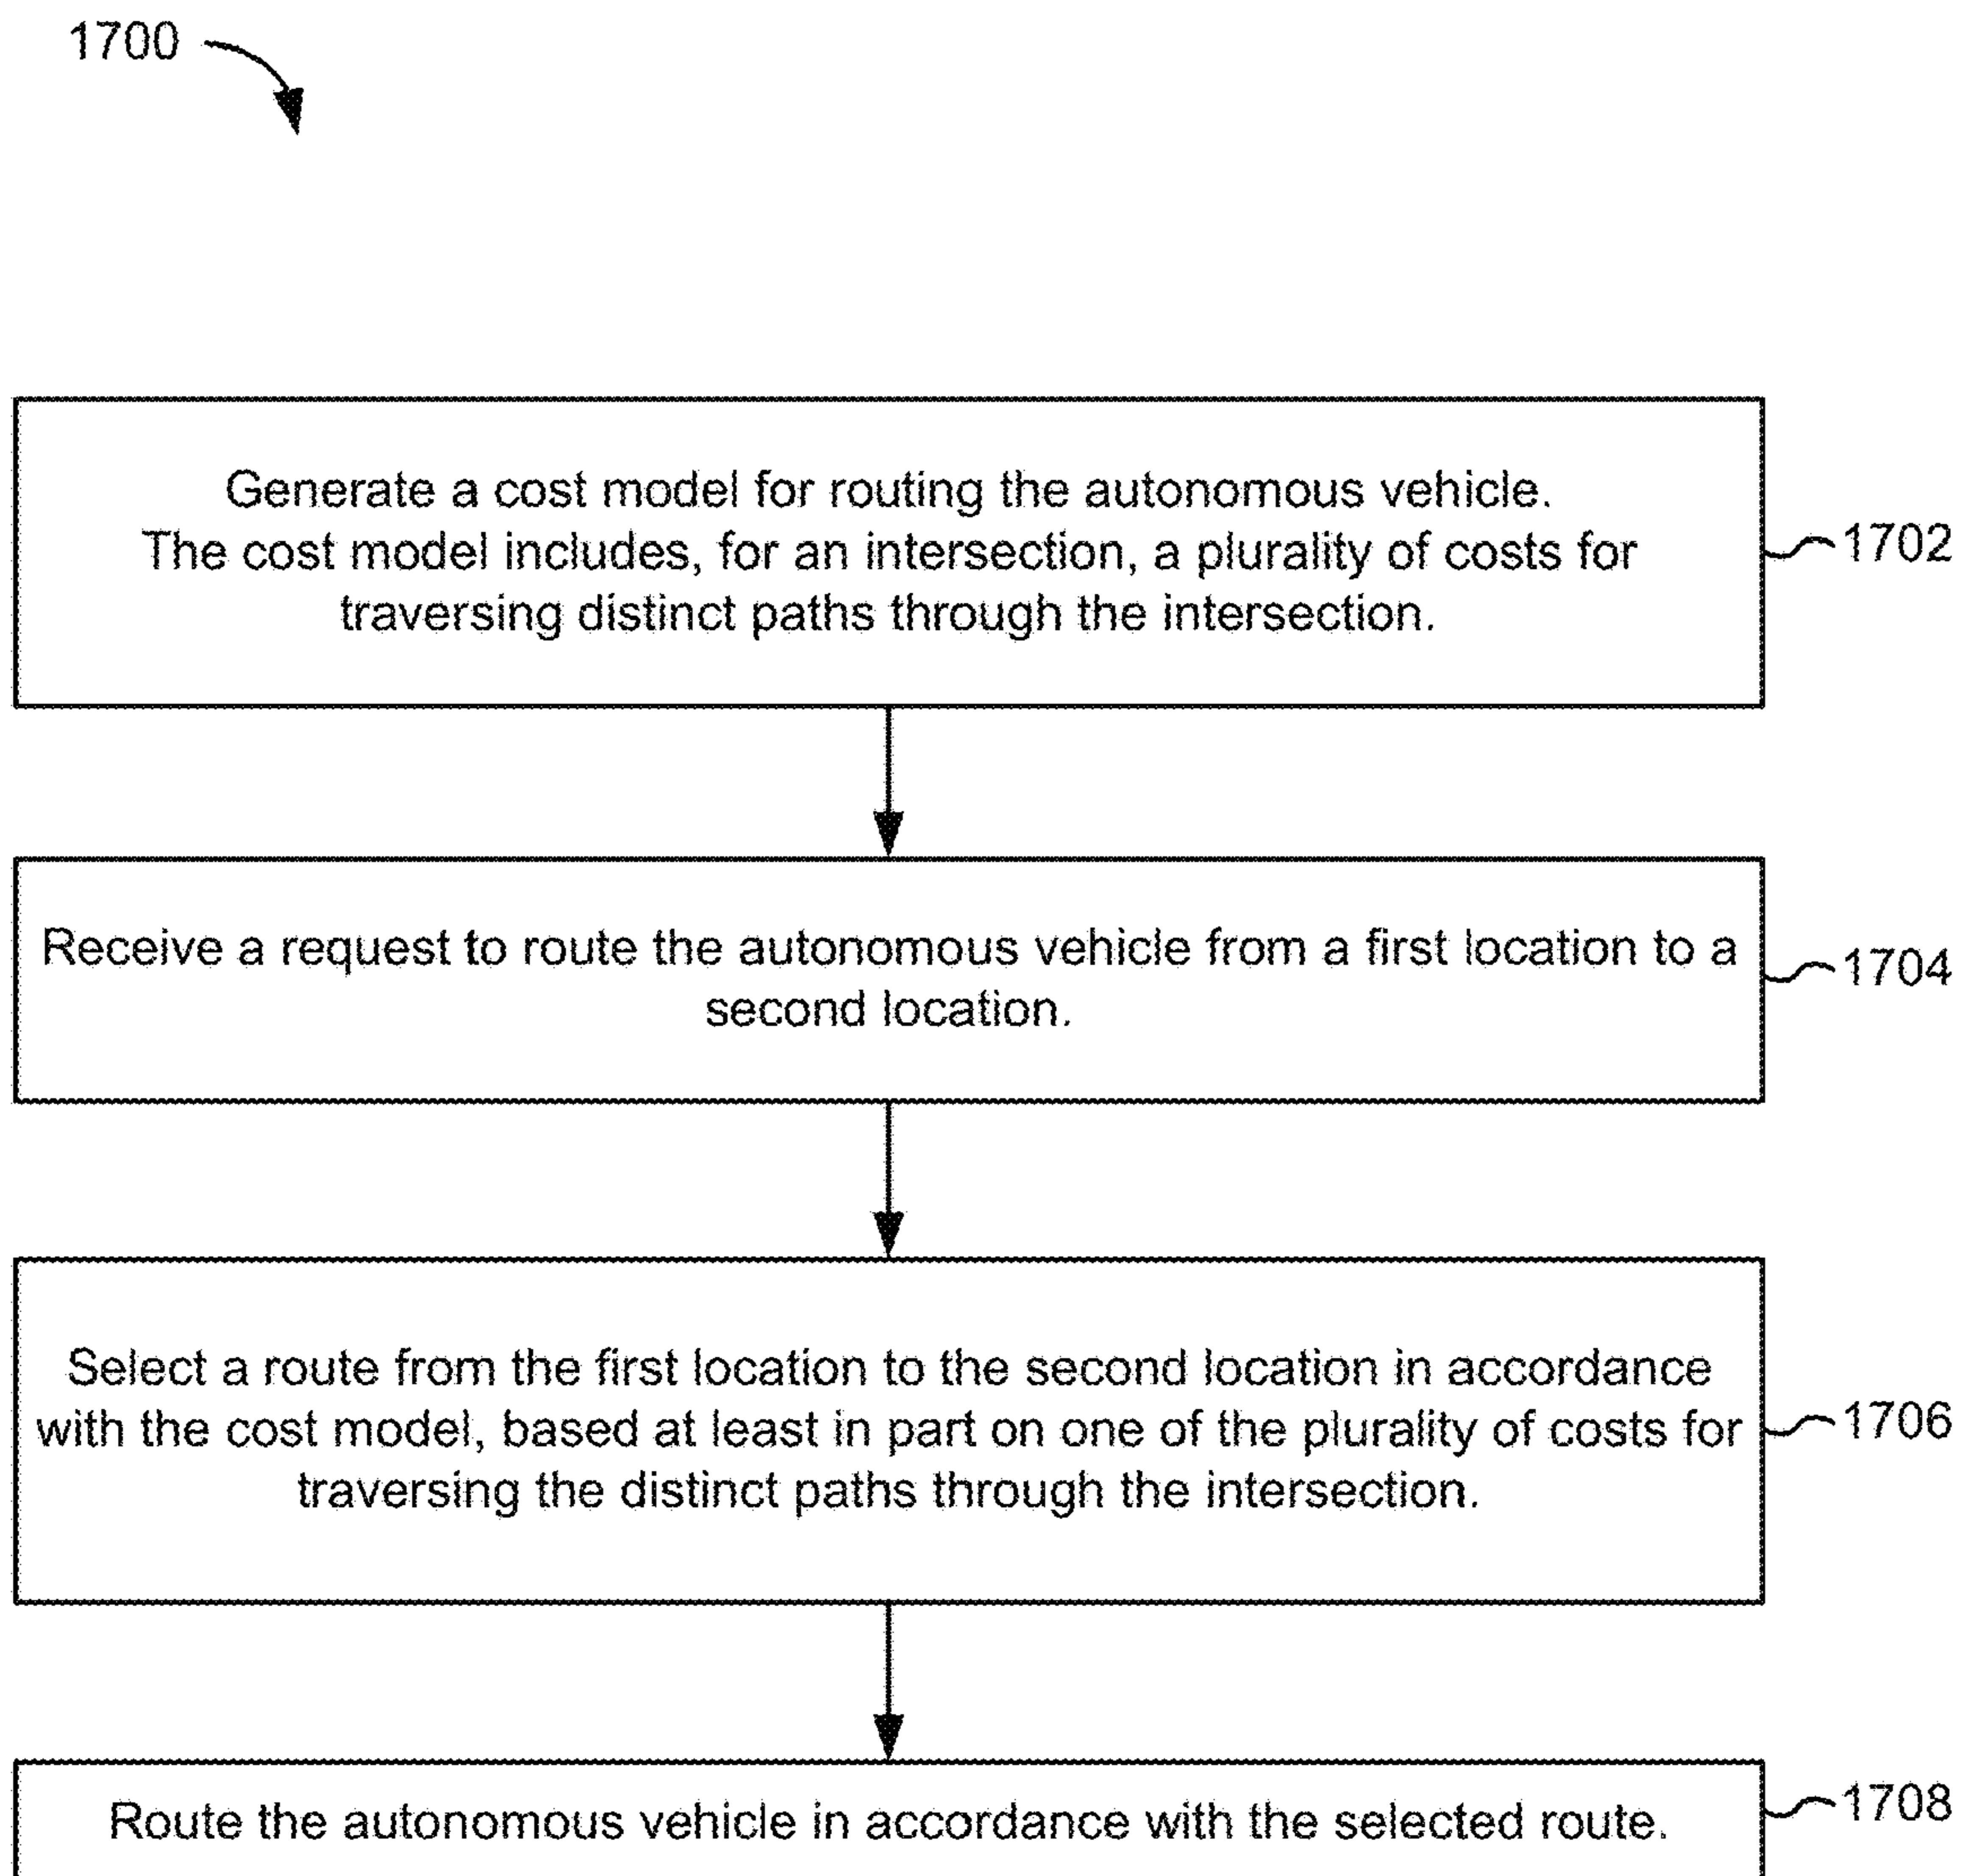 1700
Generate a cost model for routing the autonomous vehicle.
The cost model includes, for an intersection, a plurality of costs for
traversing distinct paths through the intersection.
1702
Receive a request to route the autonomous vehicle from a first location to a
second location.
1704
Select a route from the first location to the second location in accordance
with the cost model, based at least in part on one of the plurality of costs for
traversing the distinct paths through the intersection.
1706
Route the autonomous vehicle in accordance with the selected route.
1708